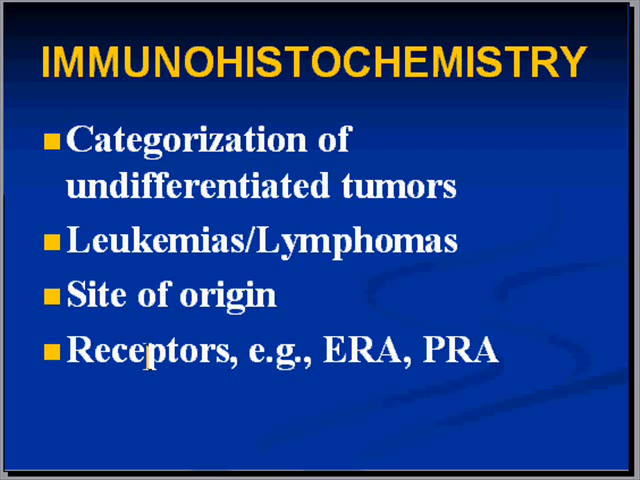 IMMUNOHISTOCHEMISTRY
Categorization of
undifferentiated tumors
Leukemias/Lymphomas
Site of origin
Receptors, e.g., ERA, PRA